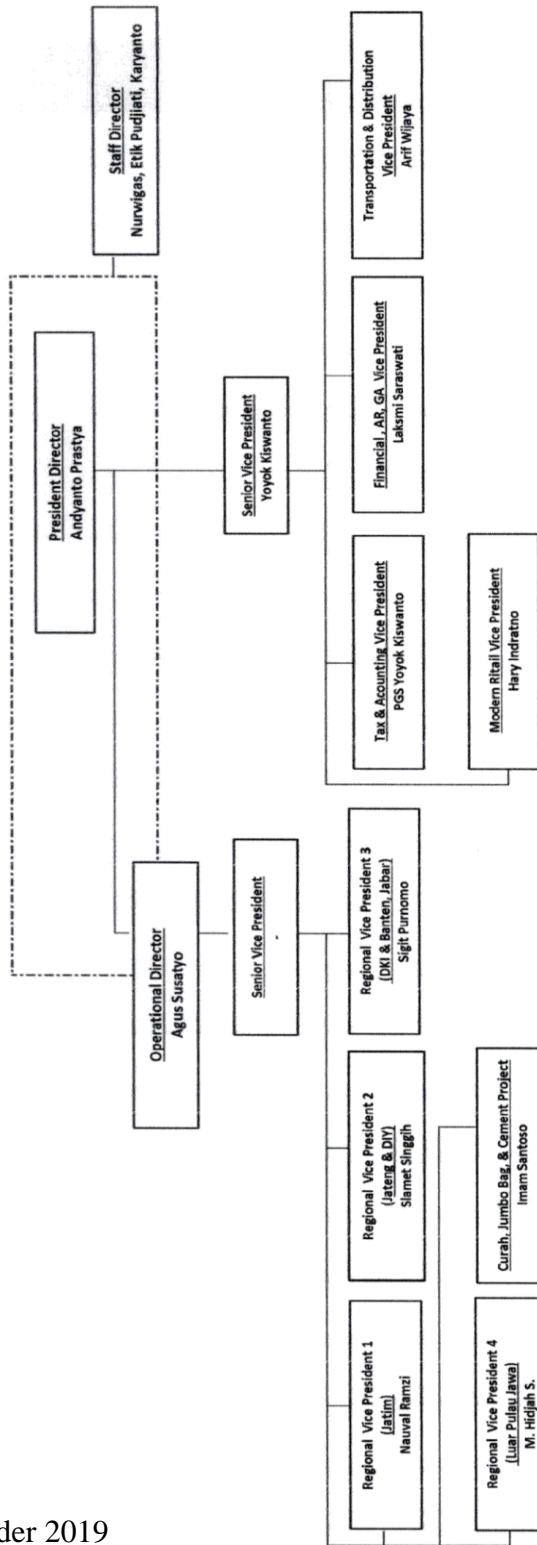 President Director
Andyanto Prastya
Staff Director
Nurwigas, Etik Pudjiati, Karyanto
Operational Director
Agus Susatyo
Senior Vice President
-
Senior Vice President
Yoyok Kiswanto
Regional Vice President 1
(Jatim)
Nauval Ramzi
Regional Vice President 2
(Jateng & DIY)
Slamet Singgih
Regional Vice President 3
(DKI & Banten, Jabar)
Sigit Purnomo
Tax & Acounting Vice President
PGS Yoyok Kiswanto
Financial, AR, GA Vice President
Laksmi Saraswati
Transportation & Distribution
Vice President
Arif Wijaya
Regional Vice President 4
(Luar Pulau Jawa)
M. Hidjah S.
Curah, Jumbo Bag, & Cement Project
Imam Santoso
Modern Ritail Vice President
Hary Indratno
der 2019